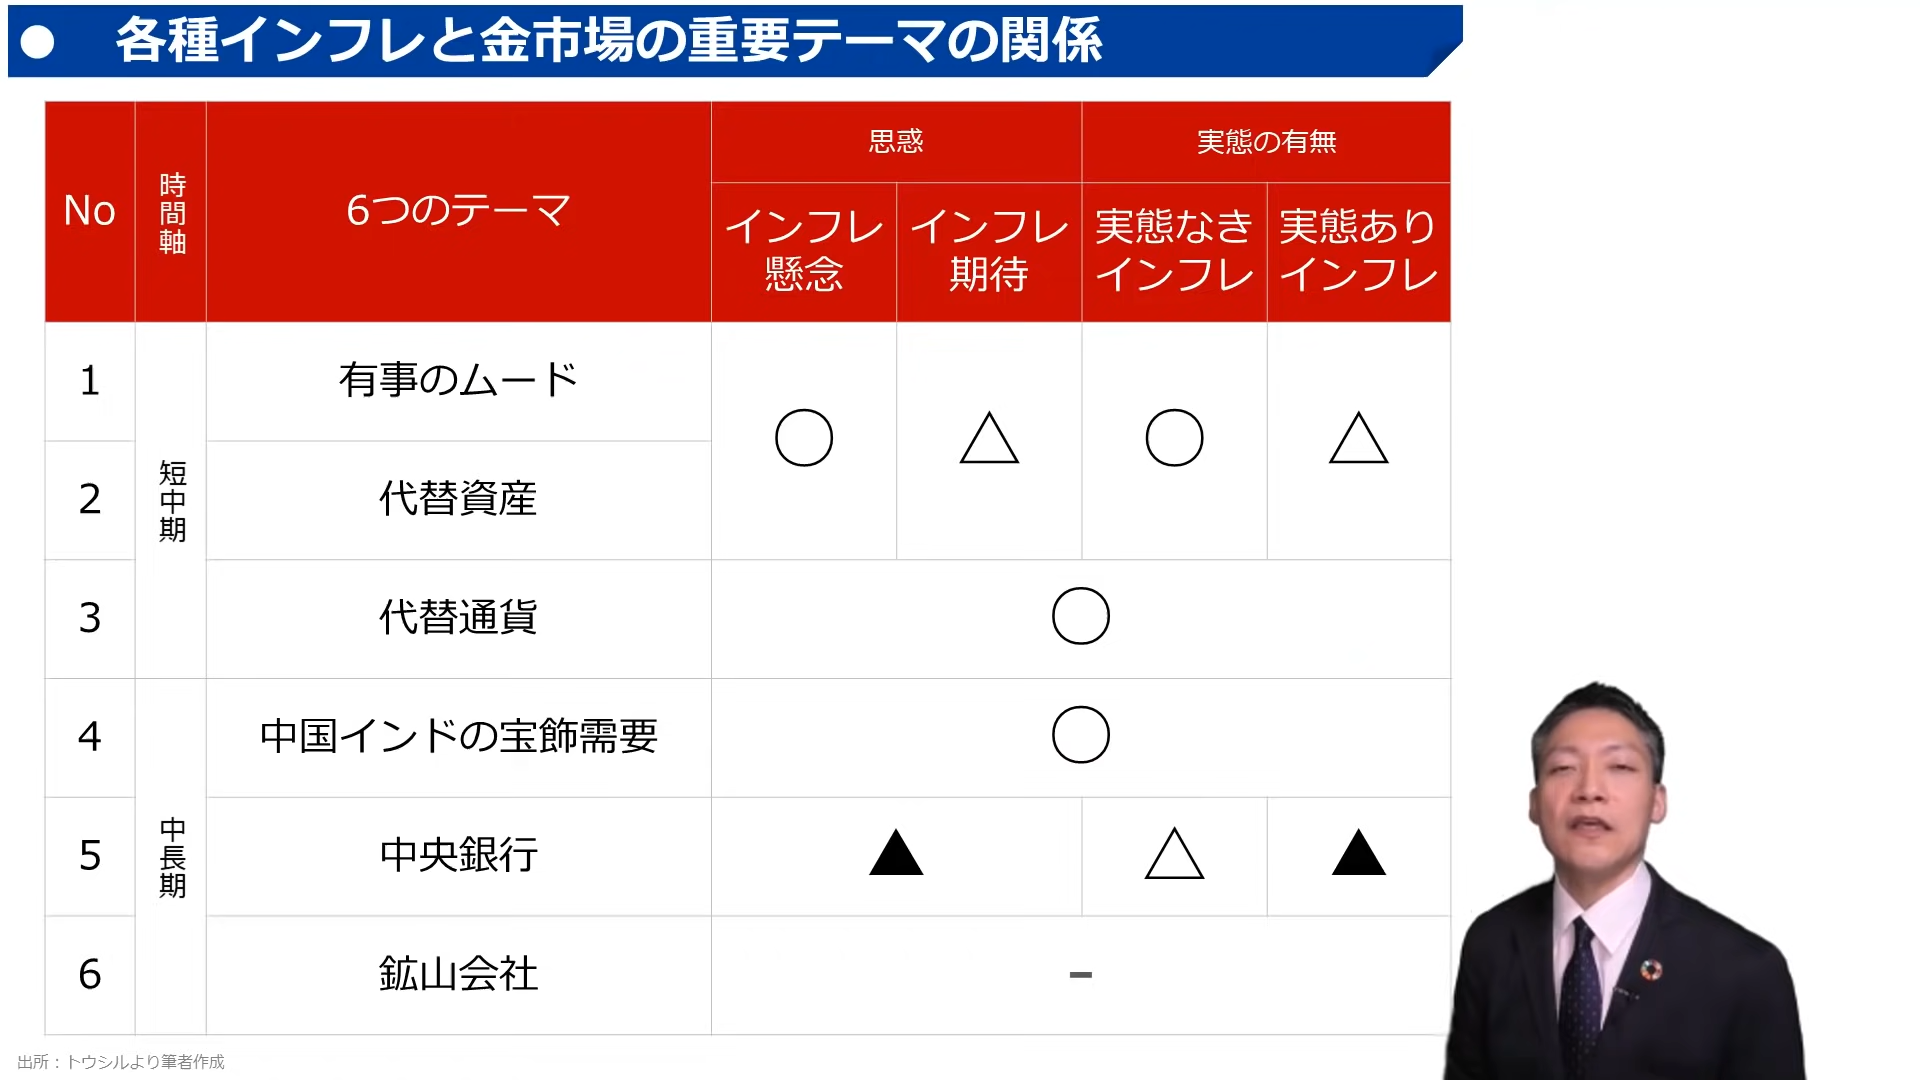 ● 各種インフレと金市場の重要テーマの関係
No
時間軸
6つのテーマ
思惑
実態の有無
インフレ
懸念
インフレ
期待
実態なき
インフレ
実態あり
インフレ
短中期
1
有事のムード
○
△
○
△
2
代替資産
3
代替通貨
○
中長期
4
中国インドの宝飾需要
○
5
中央銀行
▲
△
▲
6
鉱山会社
-
出所：トウシルより筆者作成